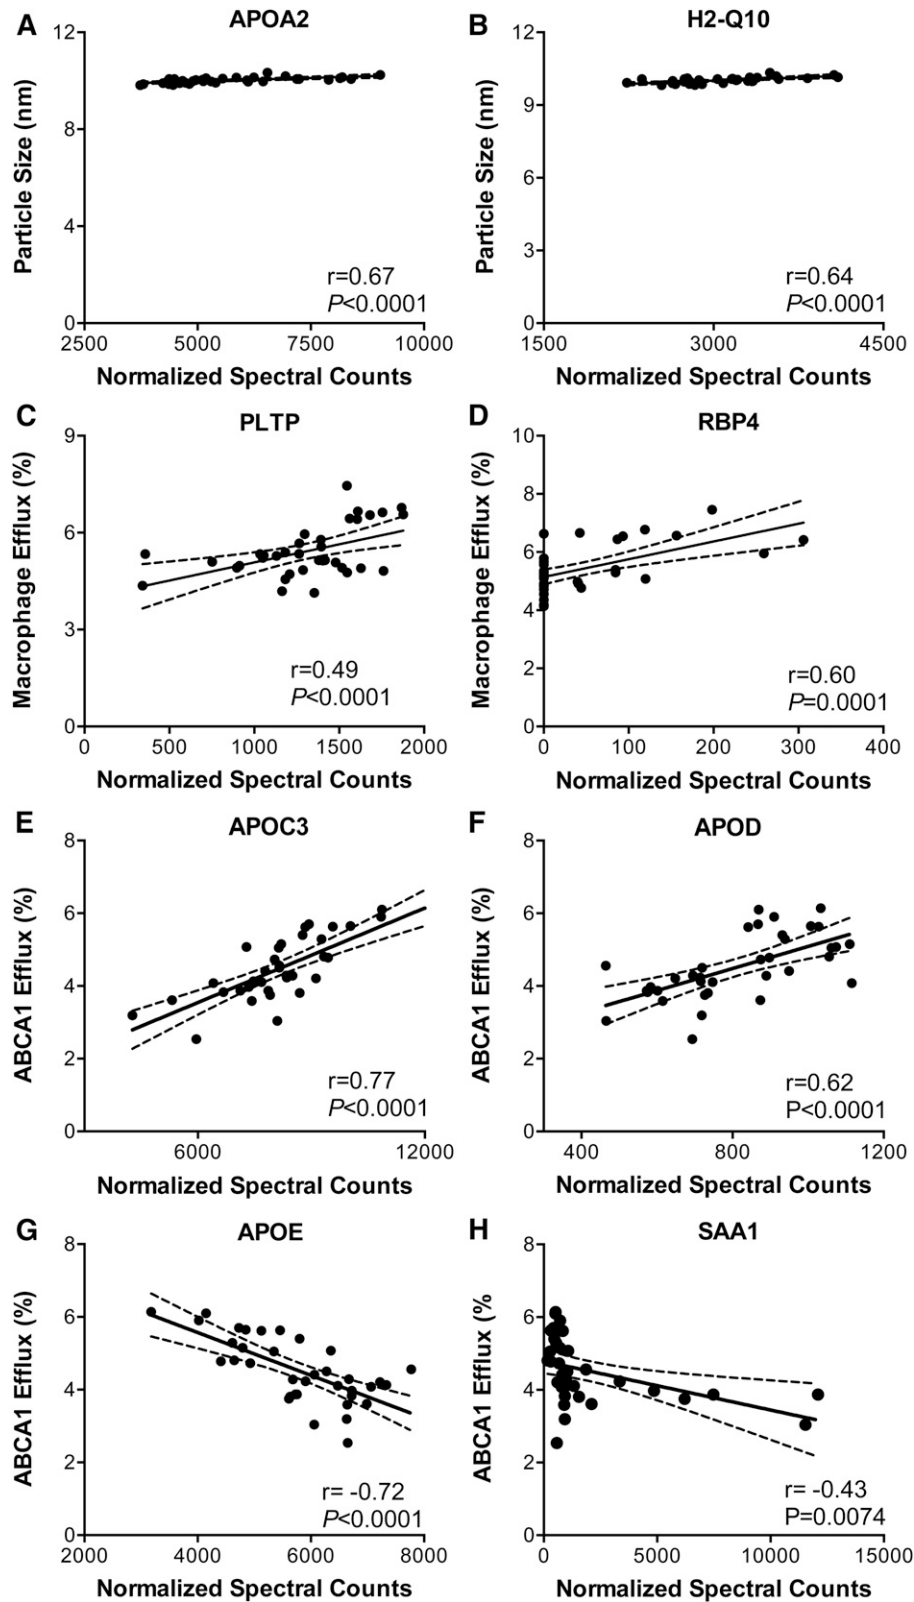 A
APOA2
Particle Size (nm)
12
8
4
0
2500 5000 7500 10000
r=0.67
P<0.0001
Normalized Spectral Counts
B
H2-Q10
Particle Size (nm)
12
9
6
3
0
1500 3000 4500
r=0.64
P<0.0001
Normalized Spectral Counts
C
PLTP
Macrophage Efflux (%)
9
6
3
0
0 500 1000 1500 2000
r=0.49
P<0.0001
Normalized Spectral Counts
D
RBP4
Macrophage Efflux (%)
10
8
6
4
2
0
0 100 200 300 400
r=0.60
P=0.0001
Normalized Spectral Counts
E
APOC3
ABCA1 Efflux (%)
8
6
4
2
0
6000 12000
r=0.77
P<0.0001
Normalized Spectral Counts
F
APOD
ABCA1 Efflux (%)
8
6
4
2
0
400 800 1200
r=0.62
P<0.0001
Normalized Spectral Counts
G
APOE
ABCA1 Efflux (%)
8
6
4
2
0
2000 4000 6000 8000
r= -0.72
P<0.0001
Normalized Spectral Counts
H
SAA1
ABCA1 Efflux (%
8
6
4
2
0
0 5000 10000 15000
r= -0.43
P=0.0074
Normalized Spectral Counts